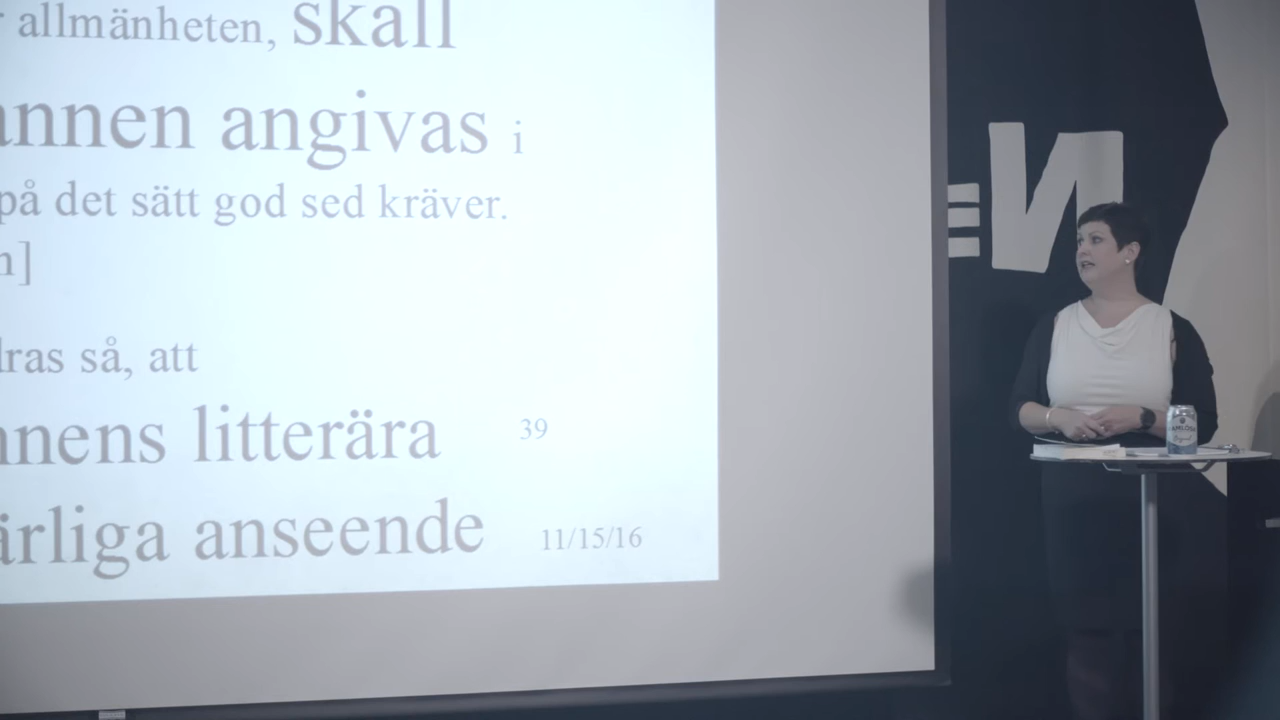 allmänheten, skall
annen angivas i
på det sätt god sed kräver.
n]
dras så, att
nnens litterära 39
ärliga anseende 11/15/16
=N